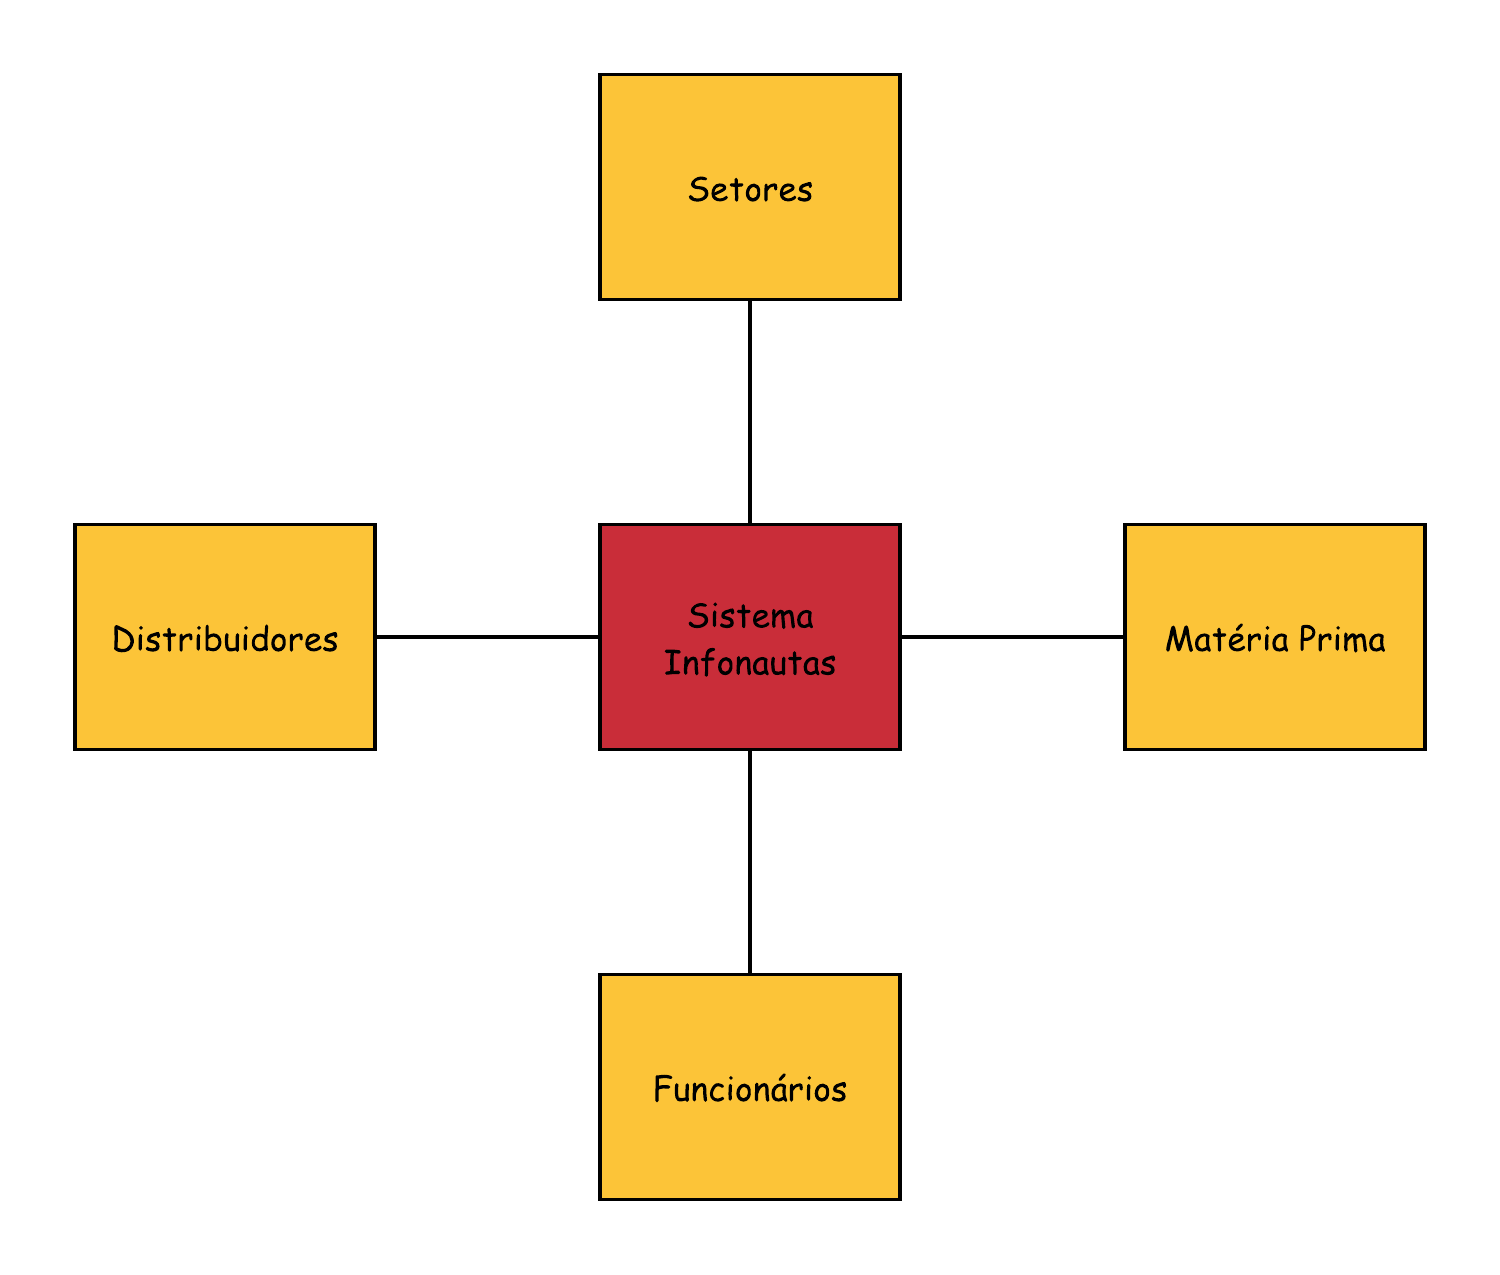 Setores
Distribuidores
Sistema
Infonautas
Matéria Prima
Funcionários